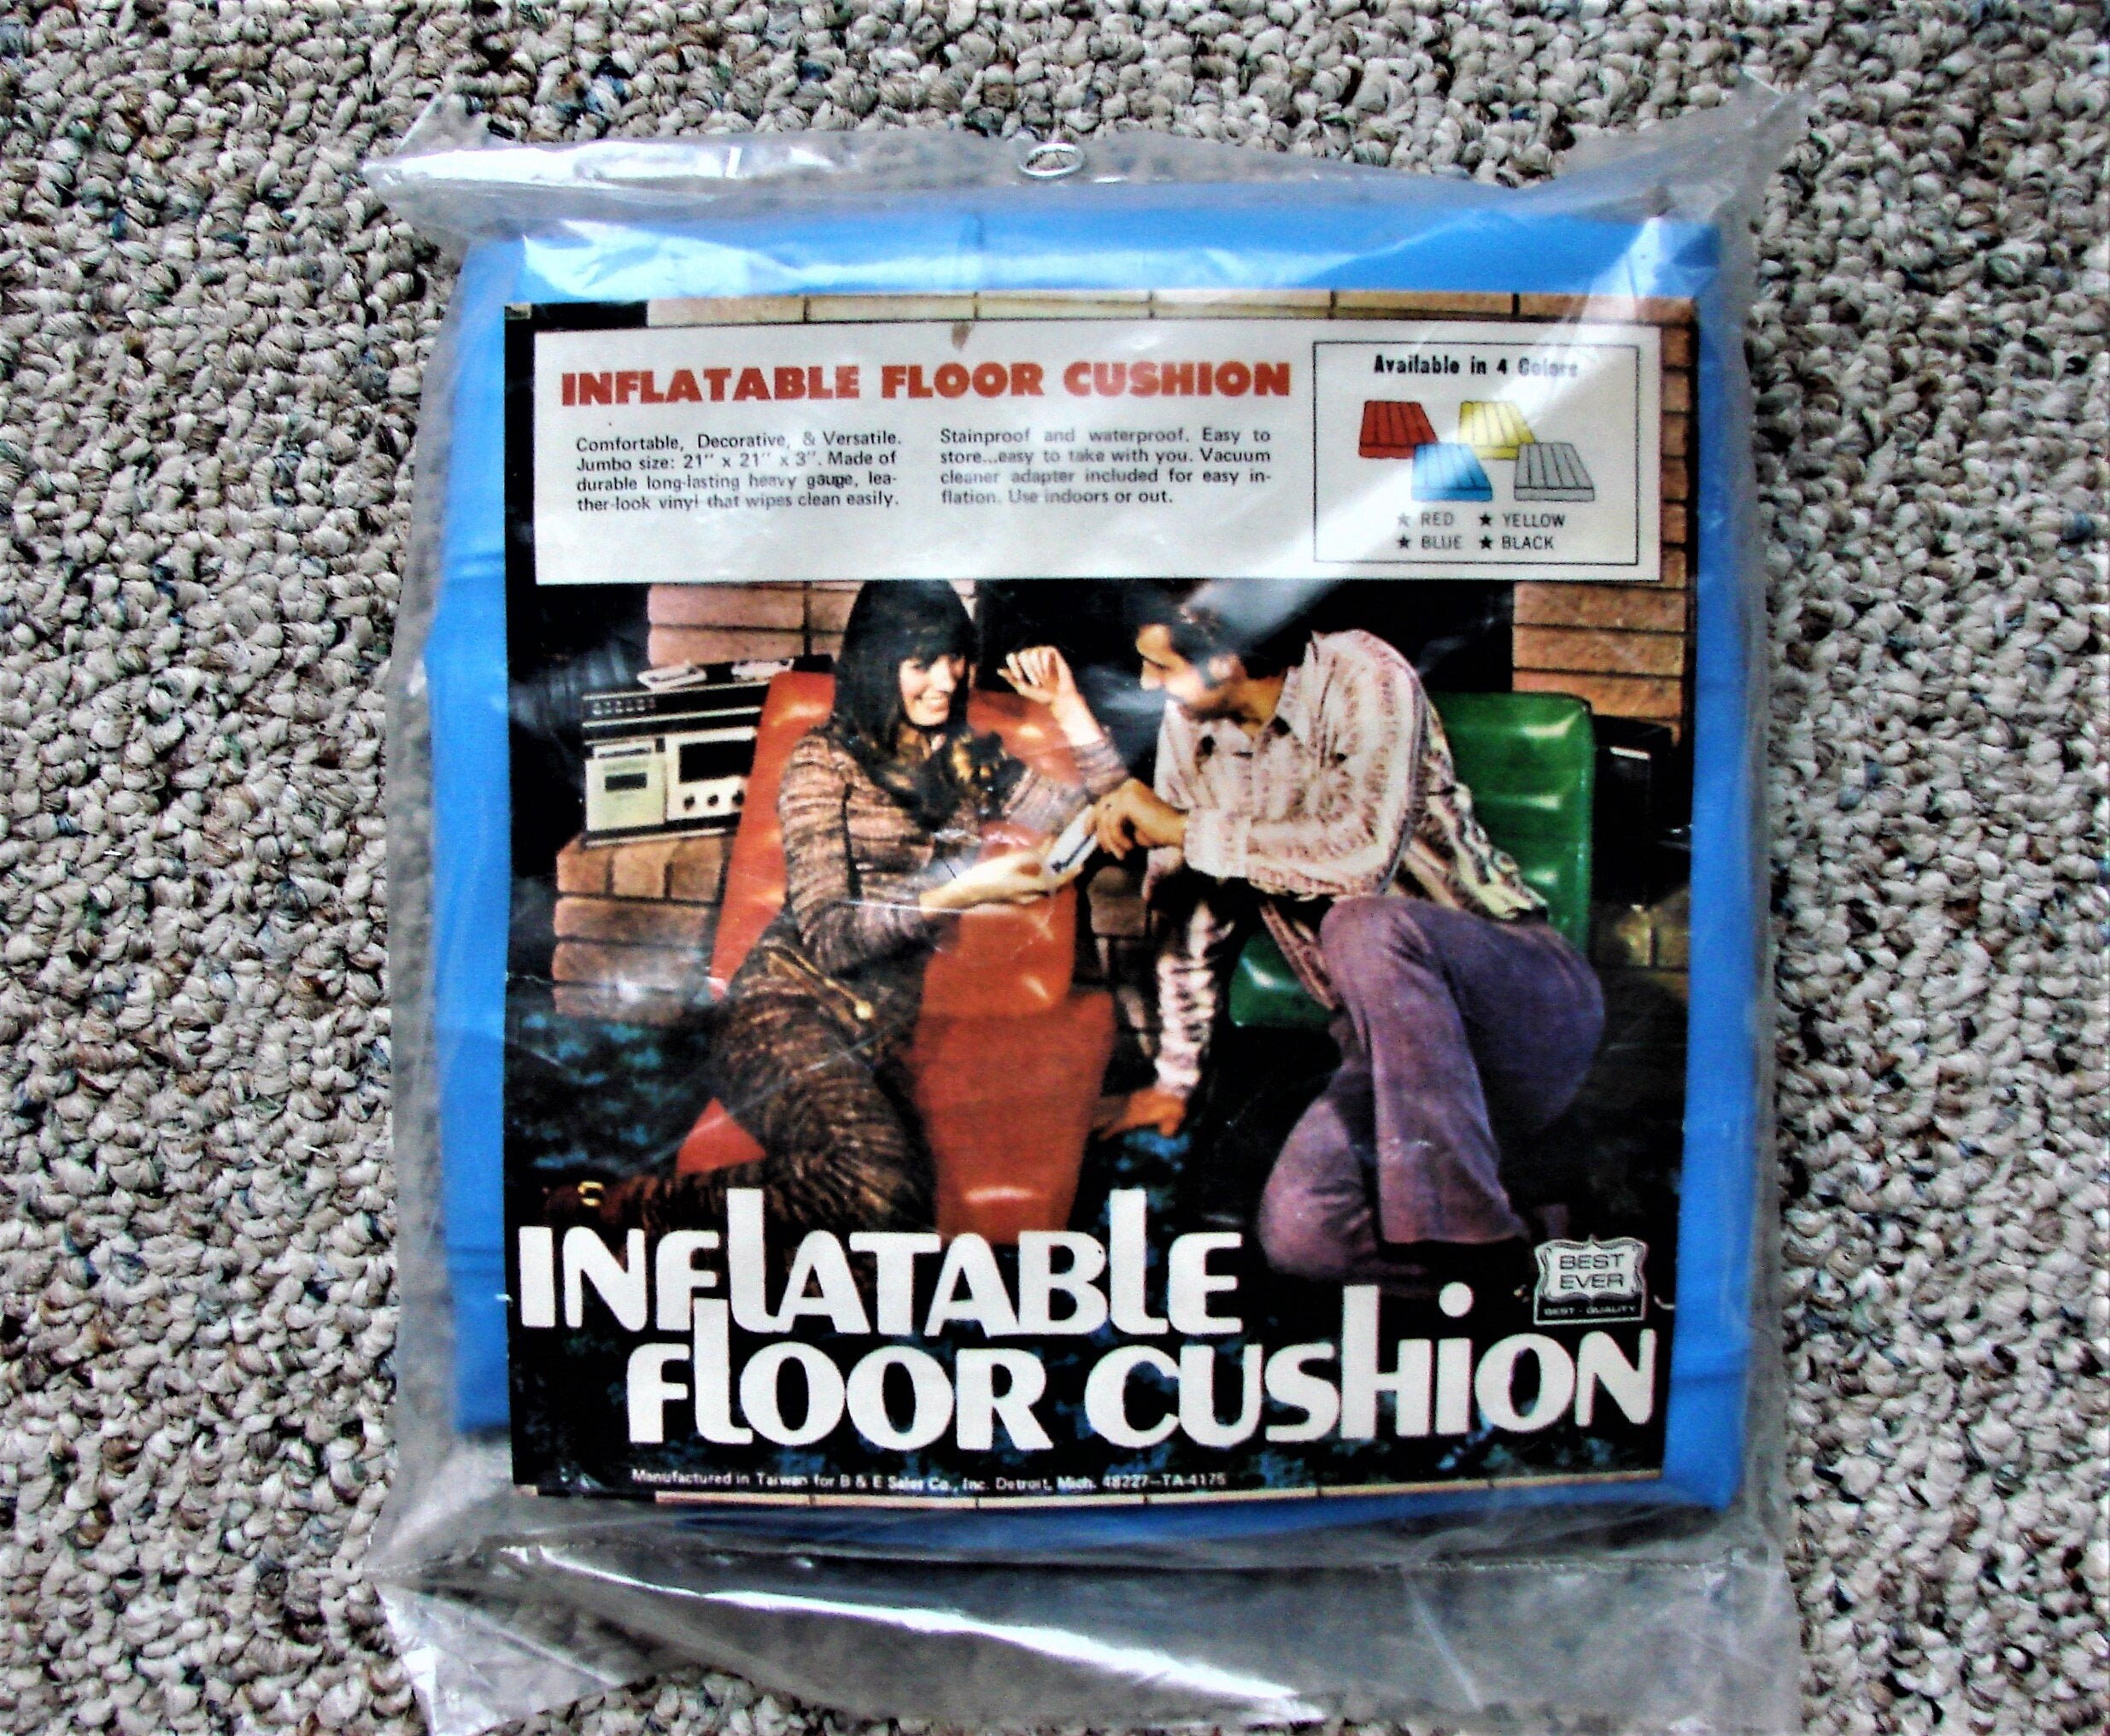 INFLATABLE FLOOR CUSHION
Comfortable, Decorative, & Versatile.
Jumbo size: 21" x 21" x 3". Made of
durable long-lasting heavy gauge, lea-
ther-look vinyl that wipes clean easily.
Stainproof and waterproof. Easy to
store...easy to take with you. Vacuum
cleaner adapter included for easy in-
flation. Use indoors or out.
Available in 4 Colors
★ RED ★ YELLOW
★ BLUE ★ BLACK
INFLATABLE
FLOOR CUSHION
BEST
EVER
BEST - QUALITY
Manufactured in Taiwan for B & E Sales Co., Inc. Detroit, Mich. 48227—TA-4175